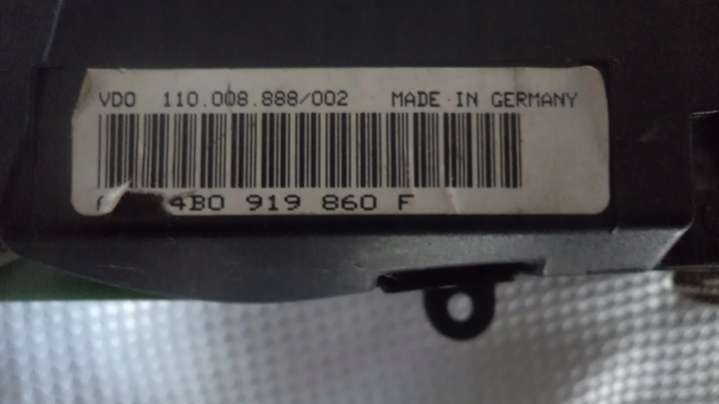 VDO 110.008.888/002 MADE IN GERMANY
4B0 919 860 F